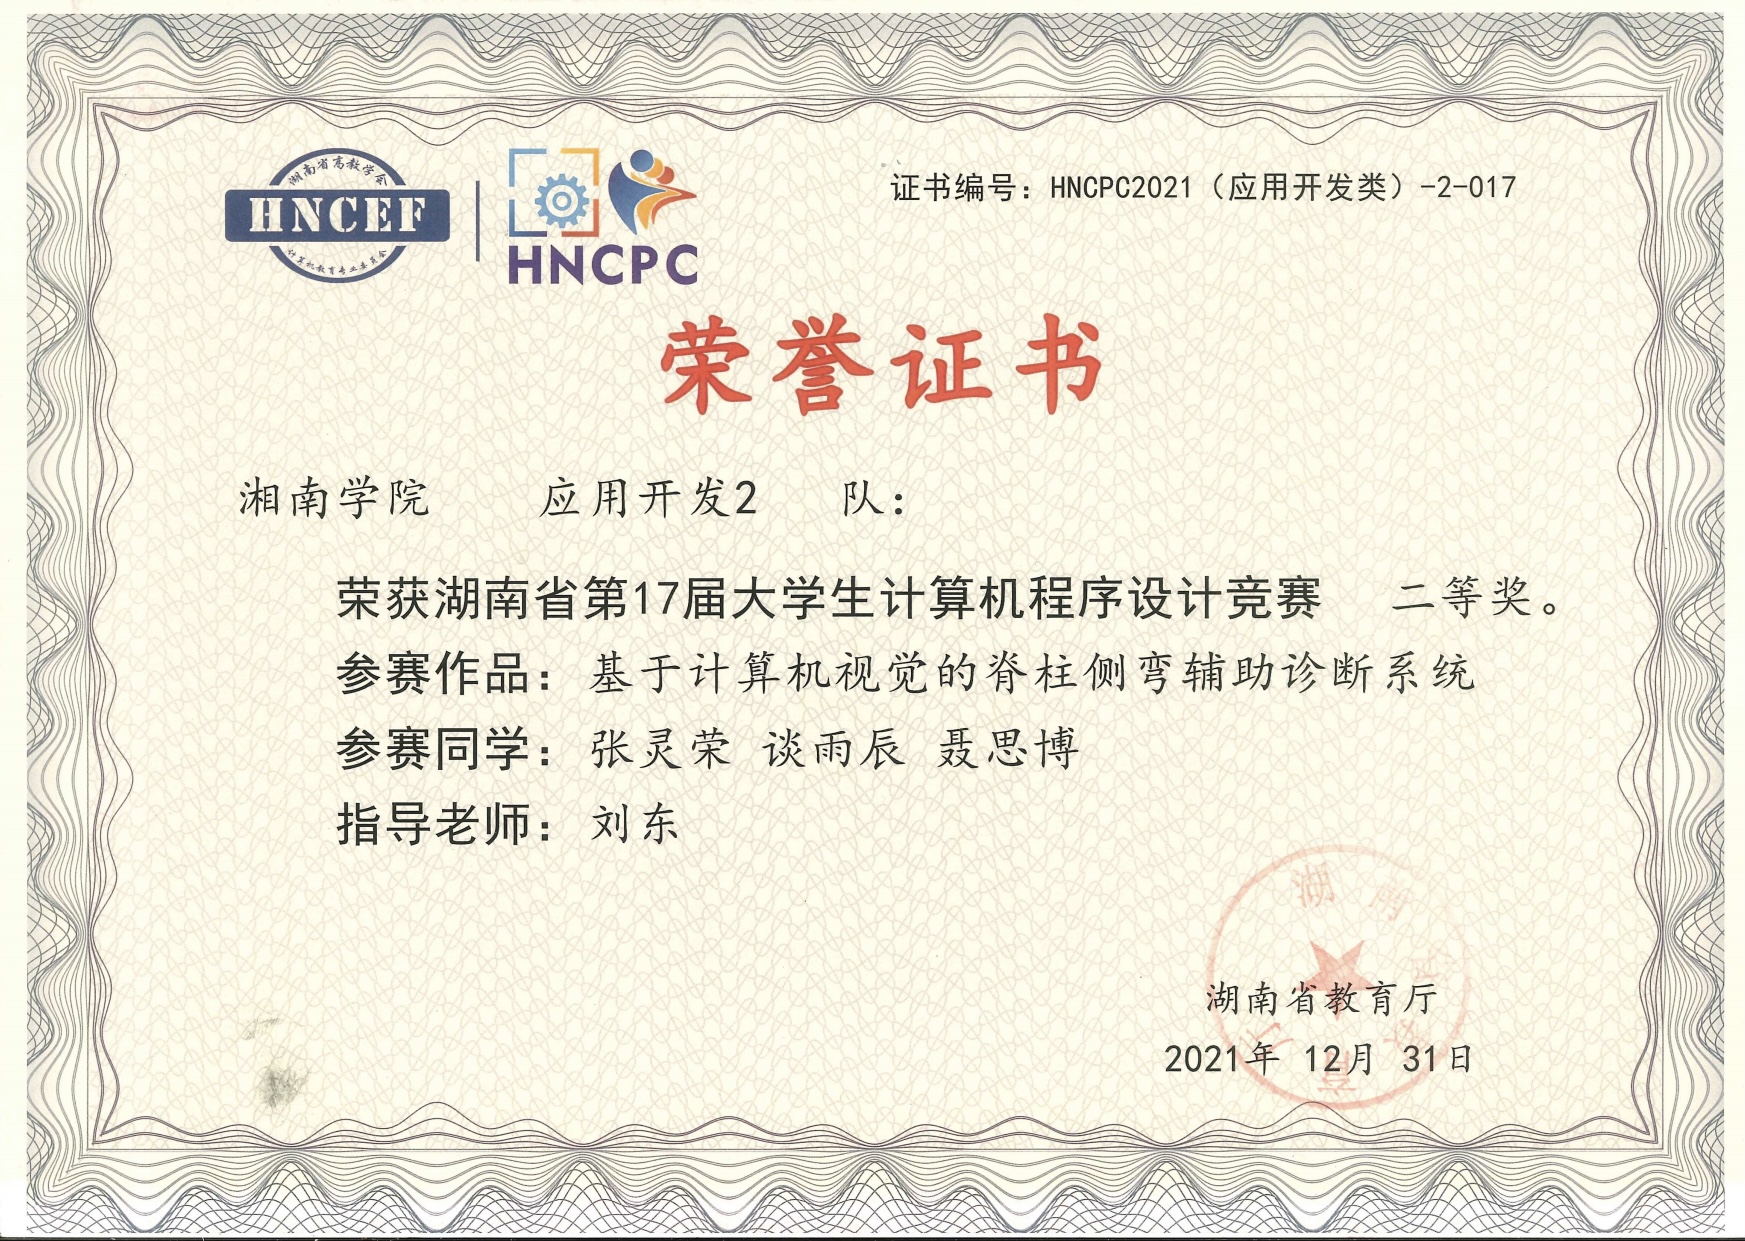 湖南省高教学会
HNCEF
计算机教育专业委员会
HNCPC
证书编号：HNCPC2021（应用开发类）-2-017
荣誉证书
湘南学院 应用开发2 队：
荣获湖南省第17届大学生计算机程序设计竞赛 二等奖。
参赛作品：基于计算机视觉的脊柱侧弯辅助诊断系统
参赛同学：张灵荣 谈雨辰 聂思博
指导老师：刘东
湖南省教育厅
湖南省教育厅
2021年 12月 31日